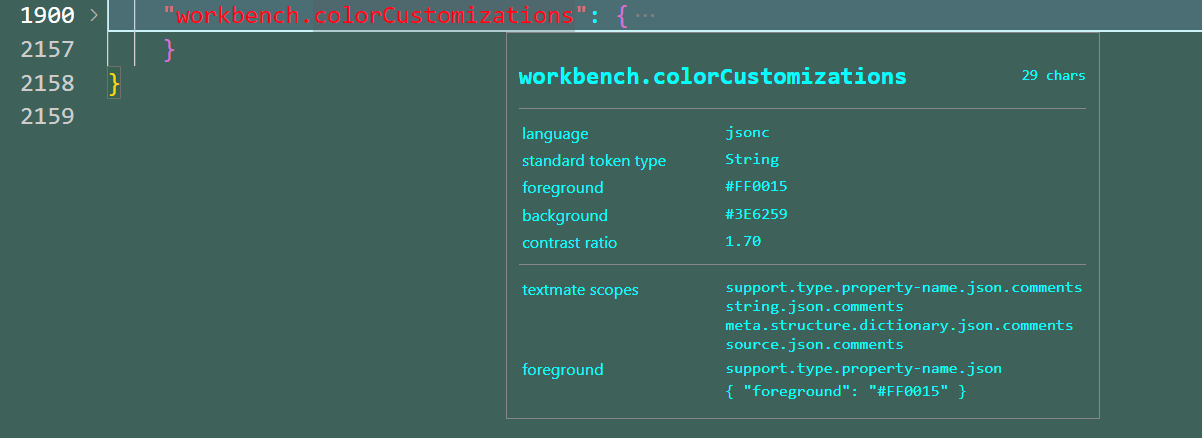 1900 > "workbench.colorCustomizations": { ···
2157 }
2158 }
2159
workbench.colorCustomizations 29 chars
language jsonc
standard token type String
foreground #FF0015
background #3E6259
contrast ratio 1.70
textmate scopes support.type.property-name.json.comments
string.json.comments
meta.structure.dictionary.json.comments
source.json.comments
foreground support.type.property-name.json
{ "foreground": "#FF0015" }